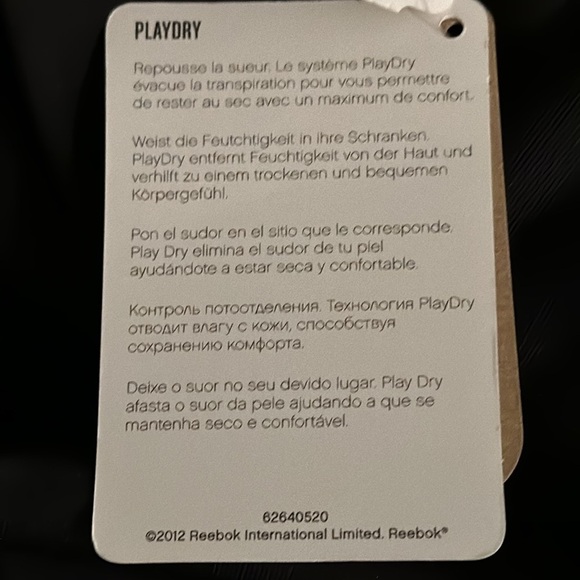 PLAYDRY
Repousse la sueur. Le système PlayDry
évacue la transpiration pour vous permettre
de rester au sec avec un maximum de confort.
Weist die Feutchtigkeit in ihre Schranken.
PlayDry entfernt Feuchtigkeit von der Haut und
verhilft zu einem trockenen und bequemen
Körpergefühl.
Pon el sudor en el sitio que le corresponde.
Play Dry elimina el sudor de tu piel
ayudándote a estar seca y confortable.
Контроль потоотделения. Технология PlayDry
отводит влагу с кожи, способствуя
сохранению комфорта.
Deixe o suor no seu devido lugar. Play Dry
afasta o suor da pele ajudando a que se
mantenha seco e confortável.
62640520
©2012 Reebok International Limited. Reebok®